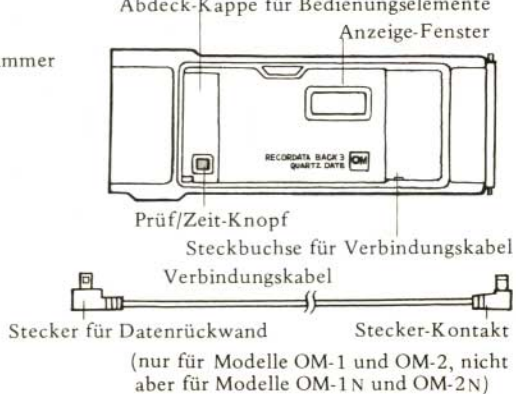 Abdeck-Kappe für Bedienungselemente
Anzeige-Fenster
mmer
RECORDATA BACK 3
QUARTZ DATE
OM
Prüf/Zeit-Knopf
Steckbuchse für Verbindungskabel
Verbindungskabel
Stecker für Datenrückwand
Stecker-Kontakt
(nur für Modelle OM-1 und OM-2, nicht
aber für Modelle OM-1N und OM-2N)